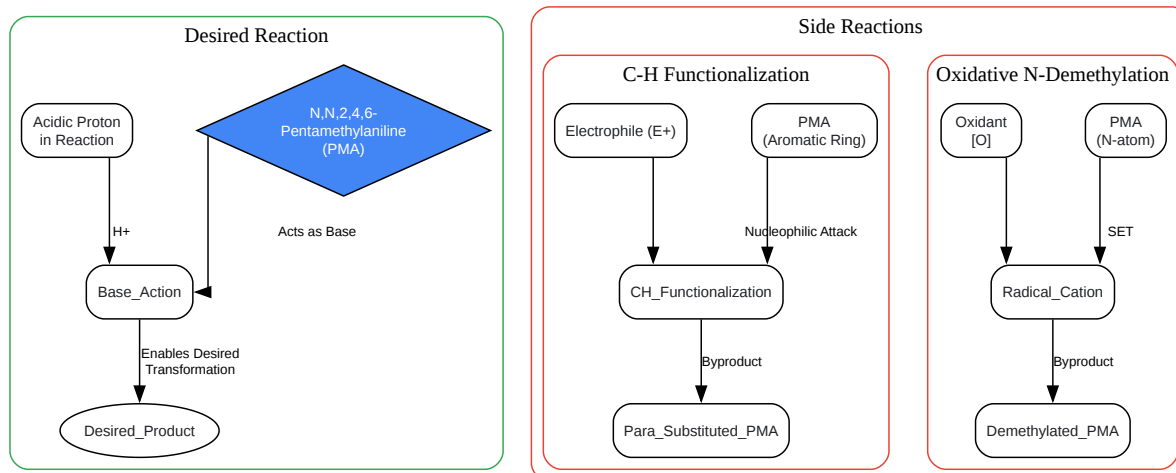 Desired Reaction
Acidic Proton
in Reaction
N,N,2,4,6-
Pentamethylaniline
(PMA)
H+
Acts as Base
Base_Action
Enables Desired
Transformation
Desired_Product
Side Reactions
C-H Functionalization
Electrophile (E+)
PMA
(Aromatic Ring)
Nucleophilic Attack
CH_Functionalization
Byproduct
Para_Substituted_PMA
Oxidative N-Demethylation
Oxidant
[O]
PMA
(N-atom)
SET
Radical_Cation
Byproduct
Demethylated_PMA